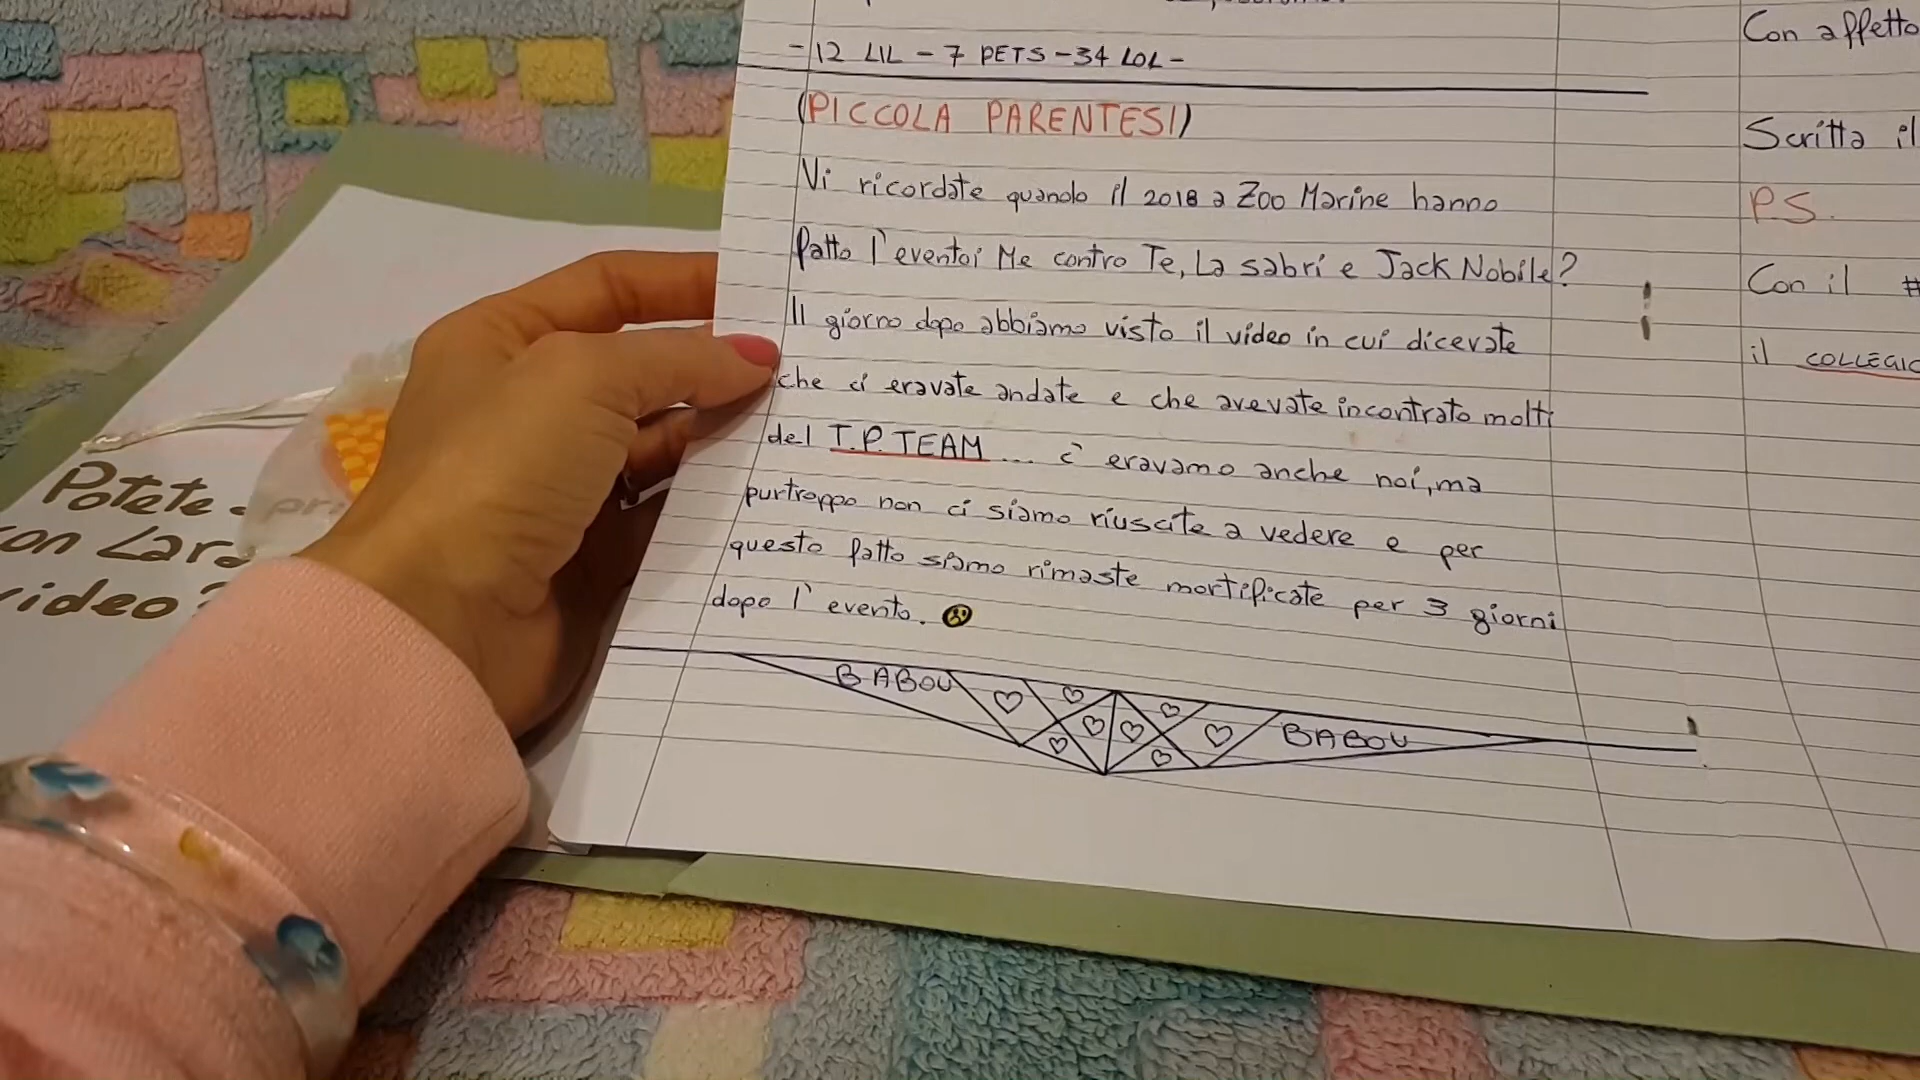 -12 LIL - 7 PETS -34 LOL-
(PICCOLA PARENTESI)
Vi ricordate quando il 2018 a Zoo Marine hanno
fatto l'eventoi Me contro Te, La sabri e Jack Nobile?
Il giorno dopo abbiamo visto il video in cui dicevate
che ci eravate andate e che avevate incontrato molti
del T.P. TEAM... c'eravamo anche noi, ma
purtroppo non ci siamo riuscite a vedere e per
questo fatto siamo rimaste mortificate per 3 giorni
dopo l'evento.
BABOU
BABOU
Con affetto
Scritta il
P.S.
Con il #
il COLLEGIO
Potete
con Lara
video?